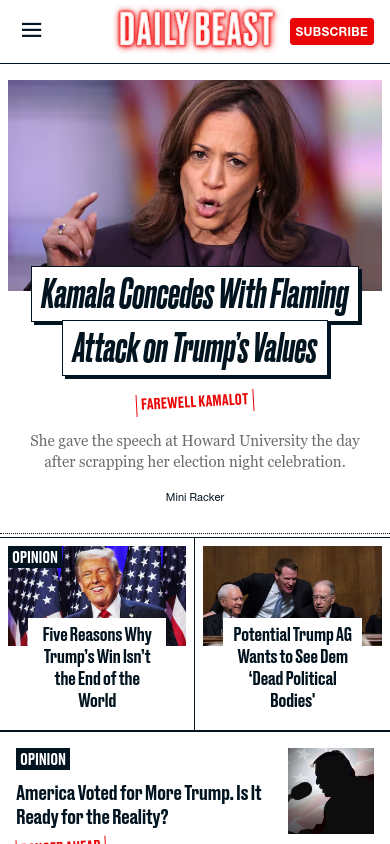 DAILY BEAST
SUBSCRIBE
Kamala Concedes With Flaming
Attack on Trump's Values
FAREWELL KAMALOT
She gave the speech at Howard University the day
after scrapping her election night celebration.
Mini Racker
OPINION
Five Reasons Why
Trump's Win Isn't
the End of the
World
Potential Trump AG
Wants to See Dem
'Dead Political
Bodies'
OPINION
America Voted for More Trump. Is It
Ready for the Reality?
DANGER AHEAD